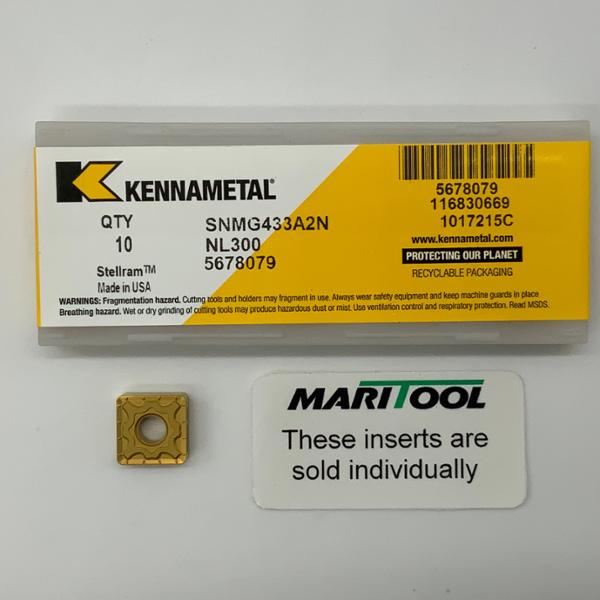 KENNAMETAL®
QTY
10
SNMG433A2N
NL300
5678079
Stellram™
Made in USA
5678079
116830669
1017215C
www.kennametal.com
PROTECTING OUR PLANET
RECYCLABLE PACKAGING
WARNINGS: Fragmentation hazard. Cutting tools and holders may fragment in use. Always wear safety equipment and keep machine guards in place
Breathing hazard. Wet or dry grinding of cutting tools may produce hazardous dust or mist. Use ventilation control and respiratory protection. Read MSDS.
MARITOOL
These inserts are
sold individually